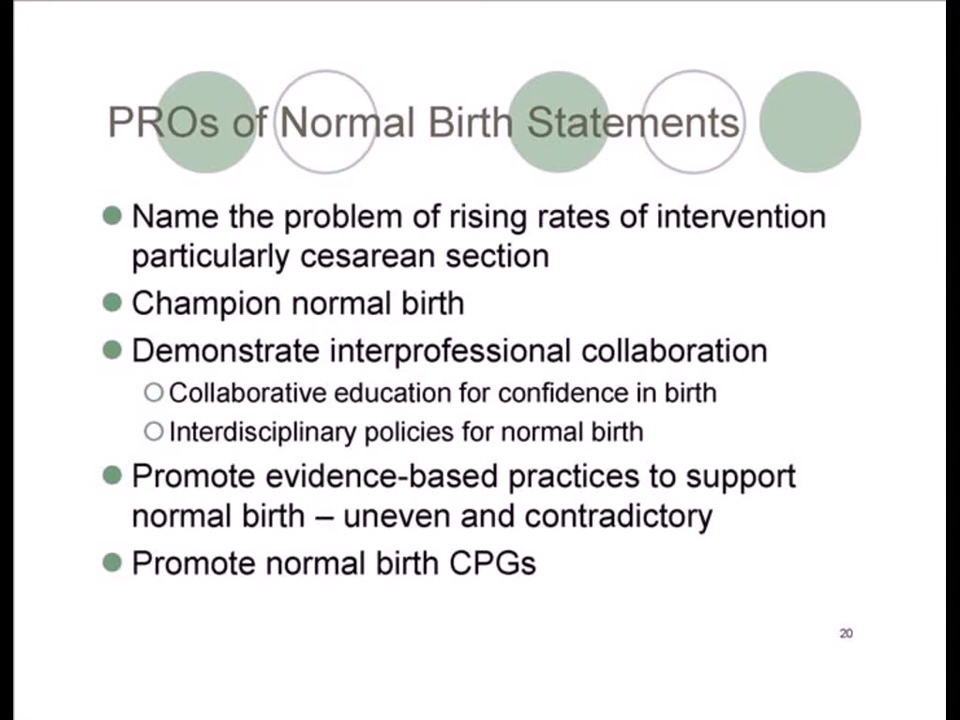 PROs of Normal Birth Statements
Name the problem of rising rates of intervention
particularly cesarean section
Champion normal birth
Demonstrate interprofessional collaboration
Collaborative education for confidence in birth
Interdisciplinary policies for normal birth
Promote evidence-based practices to support
normal birth – uneven and contradictory
Promote normal birth CPGs
20